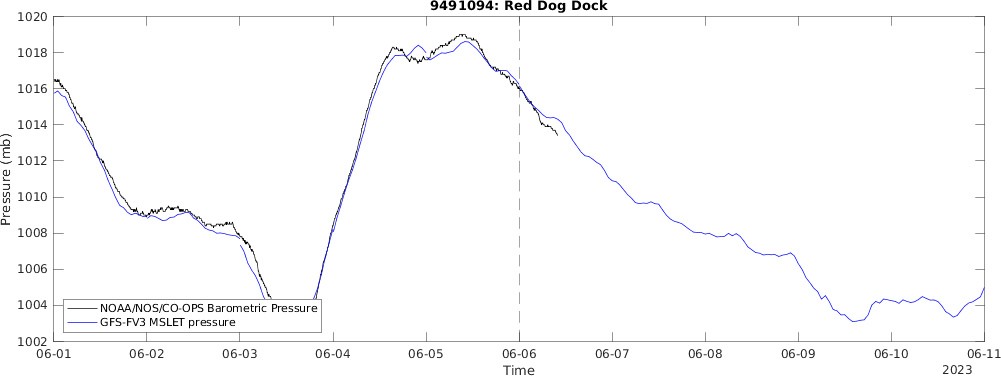 9491094: Red Dog Dock
Pressure (mb)
1020
1018
1016
1014
1012
1010
1008
1006
1004
1002
NOAA/NOS/CO-OPS Barometric Pressure
GFS-FV3 MSLET pressure
06-01 06-02 06-03 06-04 06-05 06-06 06-07 06-08 06-09 06-10 06-11
Time
2023